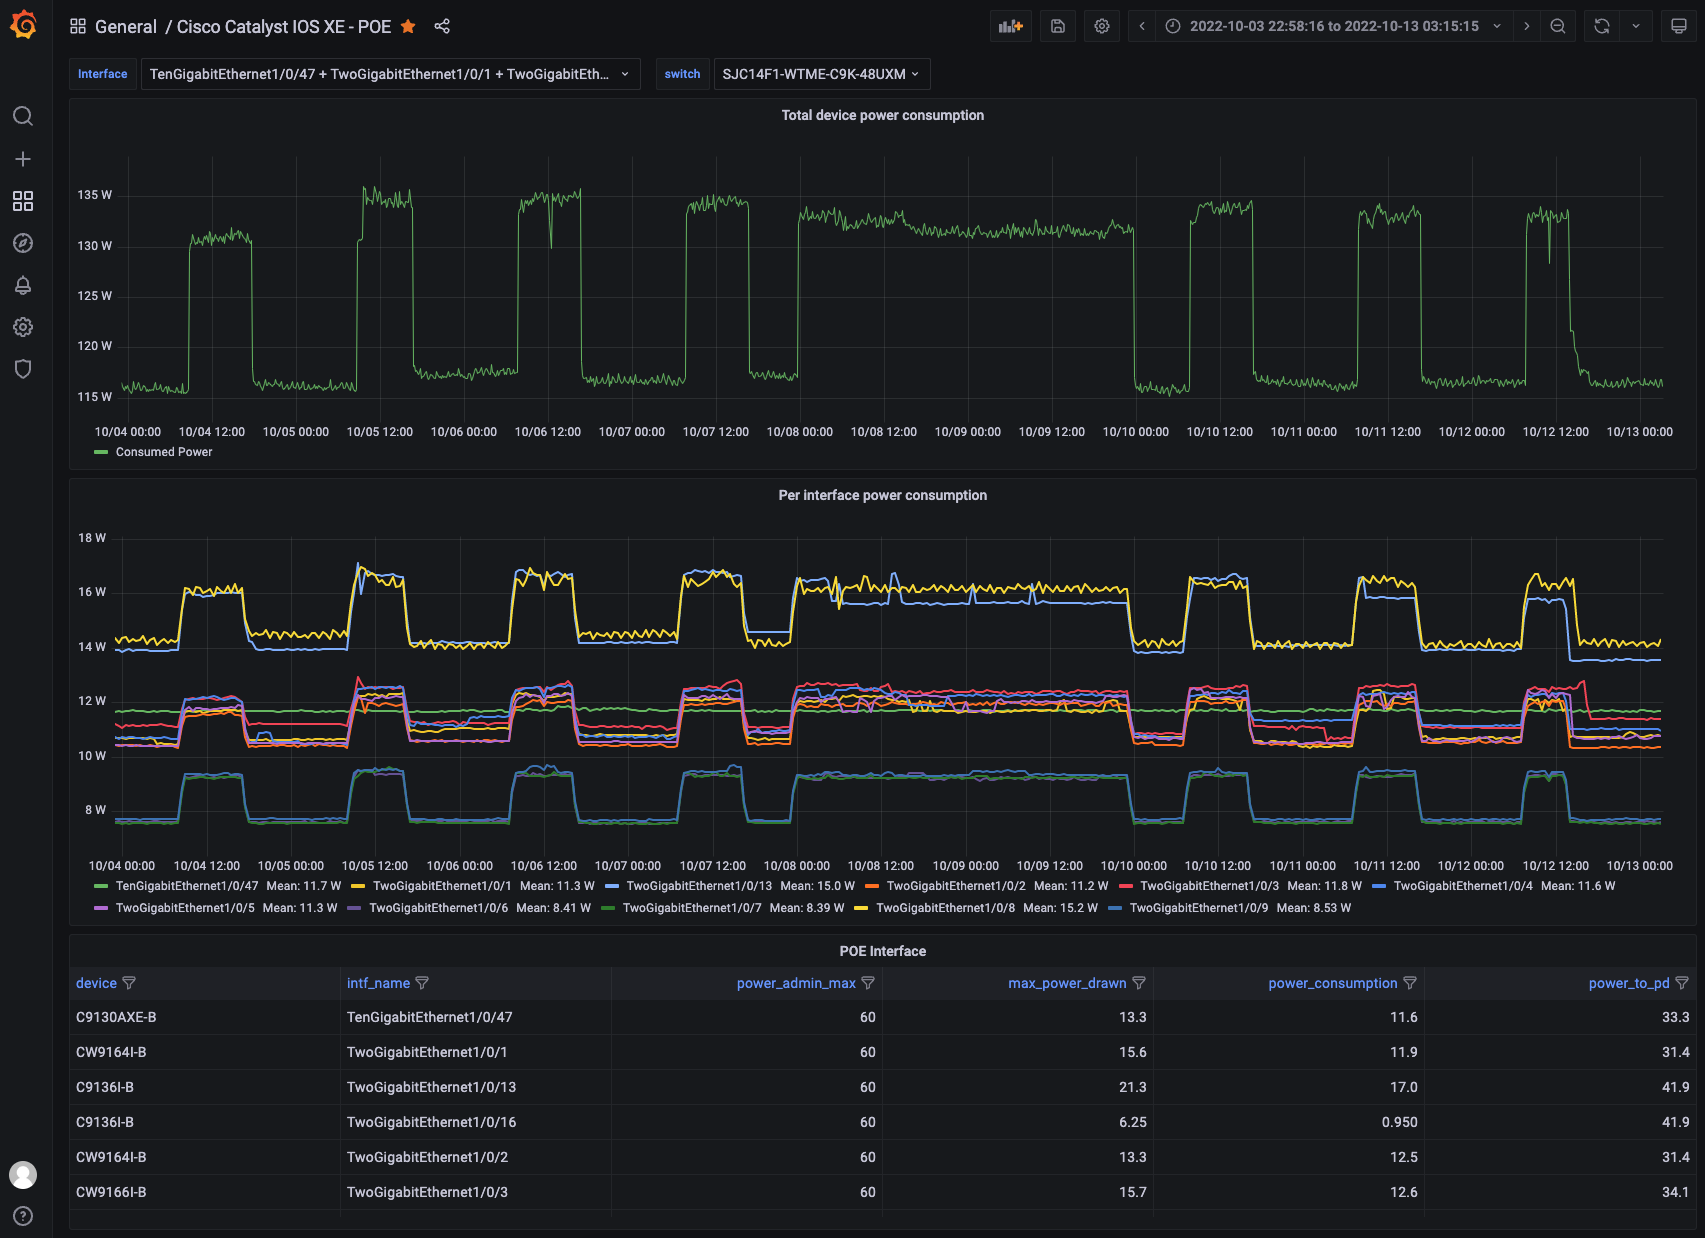 General / Cisco Catalyst IOS XE - POE
2022-10-03 22:58:16 to 2022-10-13 03:15:15
Interface TenGigabitEthernet1/0/47 + TwoGigabitEthernet1/0/1 + TwoGigabitEth... switch SJC14F1-WTME-C9K-48UXM
Total device power consumption
135 W
130 W
125 W
120 W
115 W
10/04 00:00 10/04 12:00 10/05 00:00 10/05 12:00 10/06 00:00 10/06 12:00 10/07 00:00 10/07 12:00 10/08 00:00 10/08 12:00 10/09 00:00 10/09 12:00 10/10 00:00 10/10 12:00 10/11 00:00 10/11 12:00 10/12 00:00 10/12 12:00 10/13 00:00
Consumed Power
Per interface power consumption
18 W
16 W
14 W
12 W
10 W
8 W
10/04 00:00 10/04 12:00 10/05 00:00 10/05 12:00 10/06 00:00 10/06 12:00 10/07 00:00 10/07 12:00 10/08 00:00 10/08 12:00 10/09 00:00 10/09 12:00 10/10 00:00 10/10 12:00 10/11 00:00 10/11 12:00 10/12 00:00 10/12 12:00 10/13 00:00
TenGigabitEthernet1/0/47 Mean: 11.7 W TwoGigabitEthernet1/0/1 Mean: 11.3 W TwoGigabitEthernet1/0/13 Mean: 15.0 W TwoGigabitEthernet1/0/2 Mean: 11.2 W TwoGigabitEthernet1/0/3 Mean: 11.8 W TwoGigabitEthernet1/0/4 Mean: 11.6 W
TwoGigabitEthernet1/0/5 Mean: 11.3 W TwoGigabitEthernet1/0/6 Mean: 8.41 W TwoGigabitEthernet1/0/7 Mean: 8.39 W TwoGigabitEthernet1/0/8 Mean: 15.2 W TwoGigabitEthernet1/0/9 Mean: 8.53 W
POE Interface
device intf_name power_admin_max max_power_drawn power_consumption power_to_pd
C9130AXE-B TenGigabitEthernet1/0/47 60 13.3 11.6 33.3
CW9164I-B TwoGigabitEthernet1/0/1 60 15.6 11.9 31.4
C9136I-B TwoGigabitEthernet1/0/13 60 21.3 17.0 41.9
C9136I-B TwoGigabitEthernet1/0/16 60 6.25 0.950 41.9
CW9164I-B TwoGigabitEthernet1/0/2 60 13.3 12.5 31.4
CW9166I-B TwoGigabitEthernet1/0/3 60 15.7 12.6 34.1